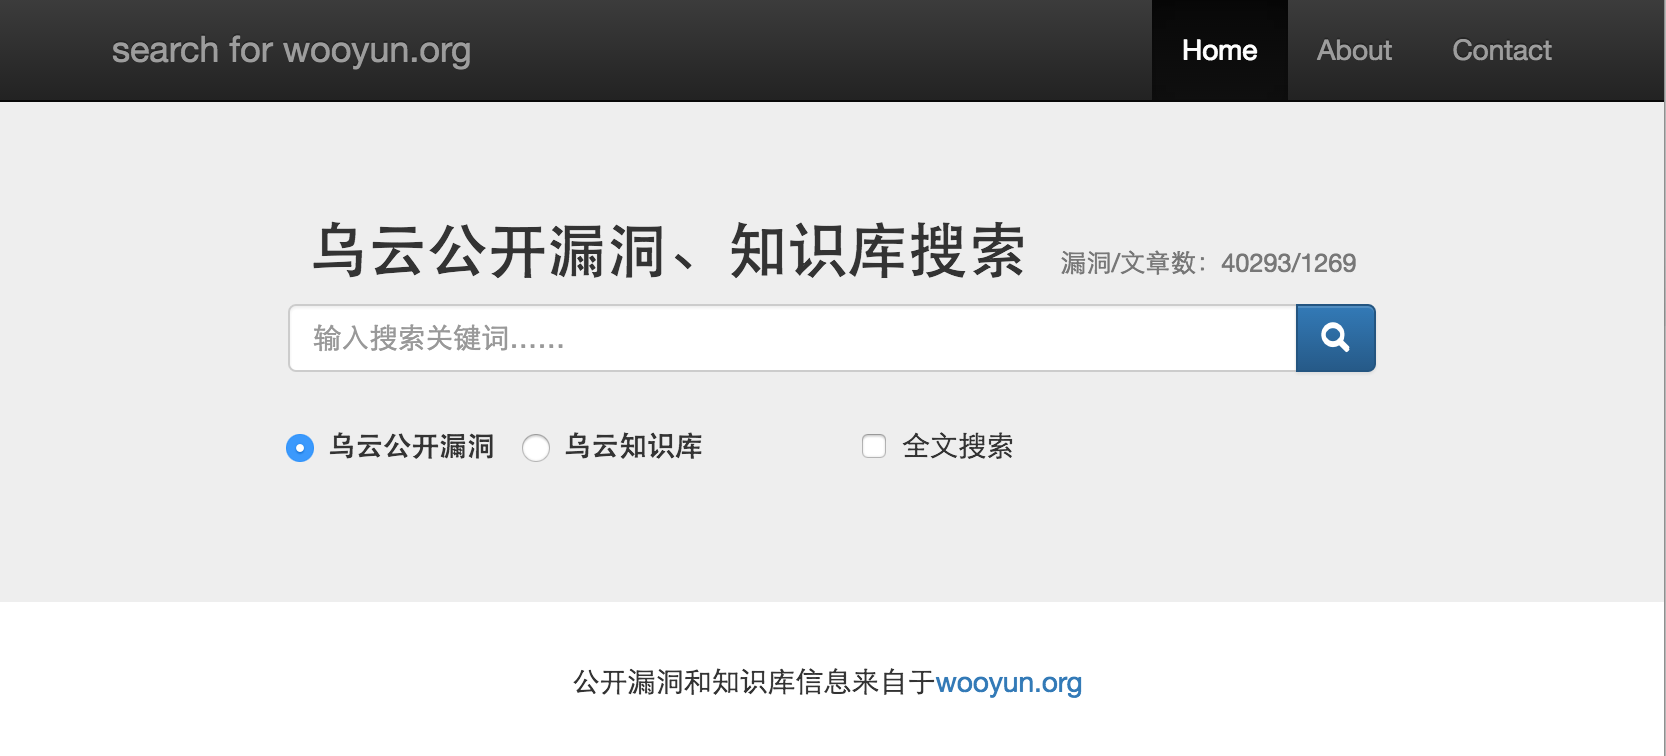 search for wooyun.org Home About Contact
乌云公开漏洞、知识库搜索 漏洞/文章数：40293/1269
输入搜索关键词......
乌云公开漏洞 乌云知识库 全文搜索
公开漏洞和知识库信息来自于wooyun.org